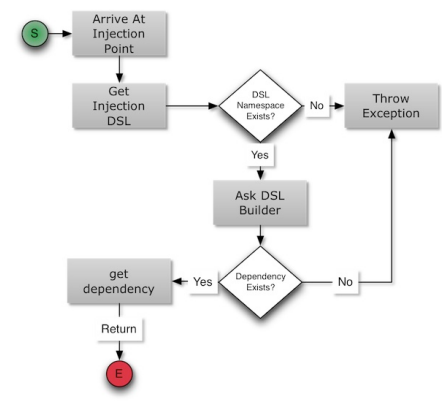 S
Arrive At
Injection
Point
Get
Injection
DSL
DSL
Namespace
Exists?
No
Throw
Exception
Yes
Ask DSL
Builder
get
dependency
Yes
Dependency
Exists?
No
Return
E